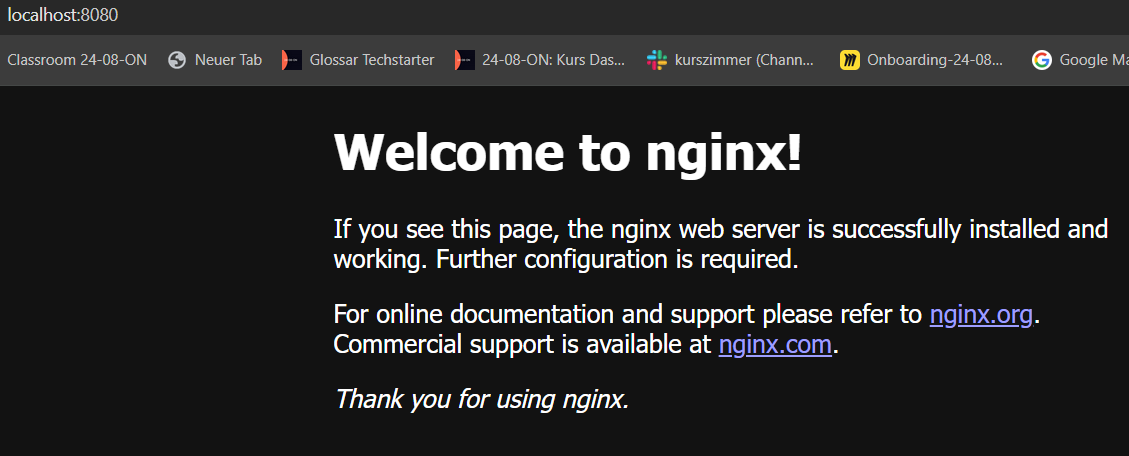 localhost:8080
Classroom 24-08-ON Neuer Tab Glossar Techstarter 24-08-ON: Kurs Das... kurszimmer (Chann... Onboarding-24-08... Google Ma
Welcome to nginx!
If you see this page, the nginx web server is successfully installed and
working. Further configuration is required.
For online documentation and support please refer to nginx.org.
Commercial support is available at nginx.com.
Thank you for using nginx.